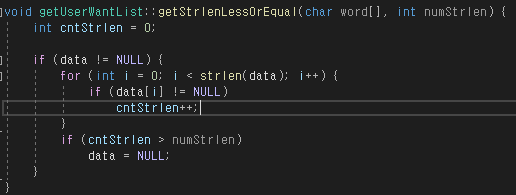 void getUserWantList::getStrlenLessOrEqual(char word[], int numStrlen) {
int cntStrlen = 0;
if (data != NULL) {
for (int i = 0; i < strlen(data); i++) {
if (data[i] != NULL)
cntStrlen++;
}
if (cntStrlen > numStrlen)
data = NULL;
}
}